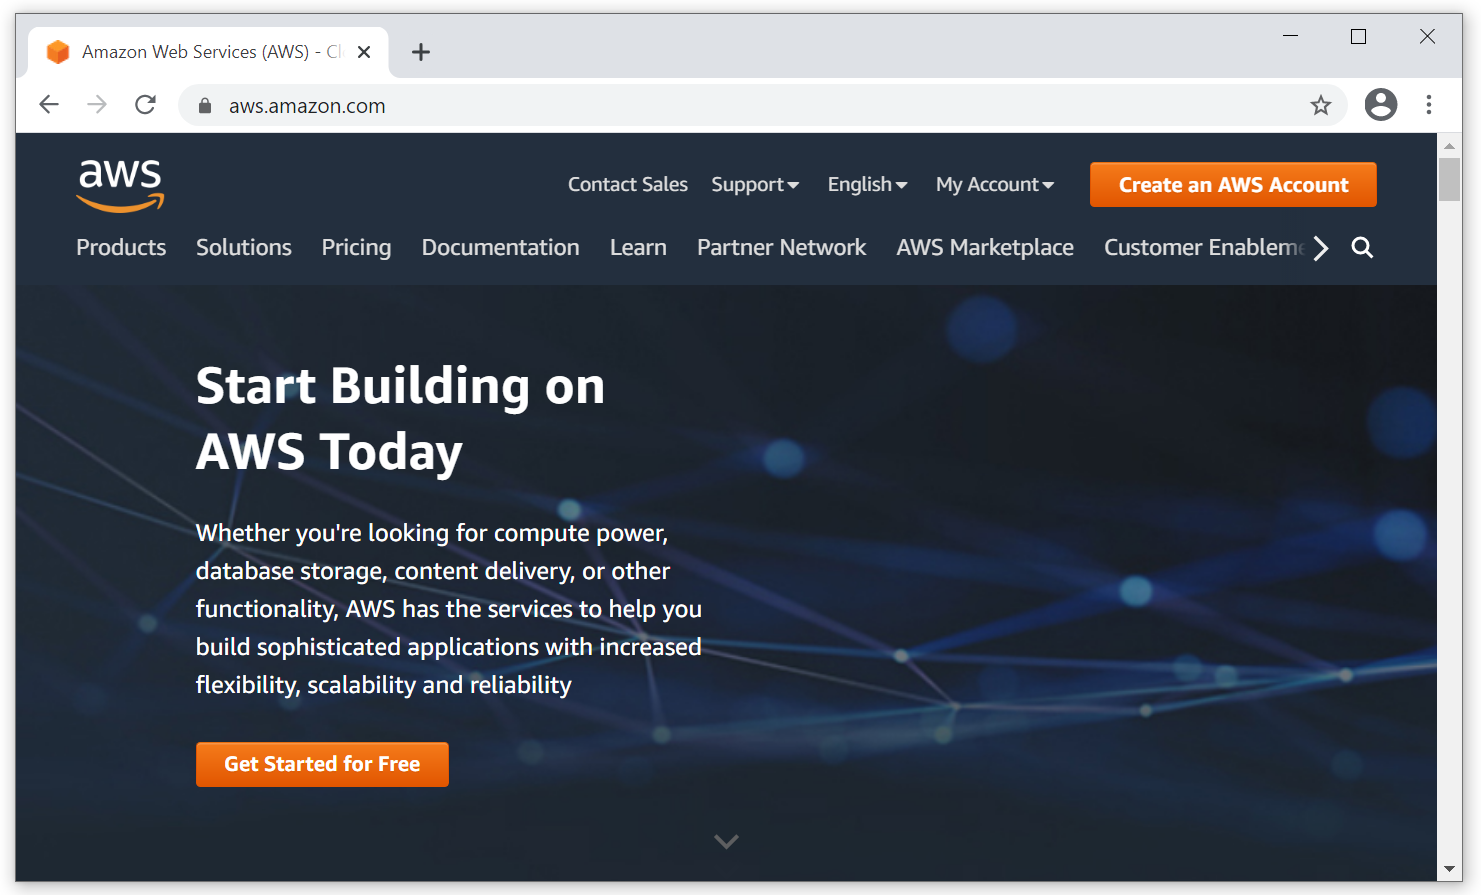 Amazon Web Services (AWS) - Cl
aws.amazon.com
aws
Contact Sales Support English My Account Create an AWS Account
Products Solutions Pricing Documentation Learn Partner Network AWS Marketplace Customer Enableme
Start Building on
AWS Today
Whether you're looking for compute power,
database storage, content delivery, or other
functionality, AWS has the services to help you
build sophisticated applications with increased
flexibility, scalability and reliability
Get Started for Free